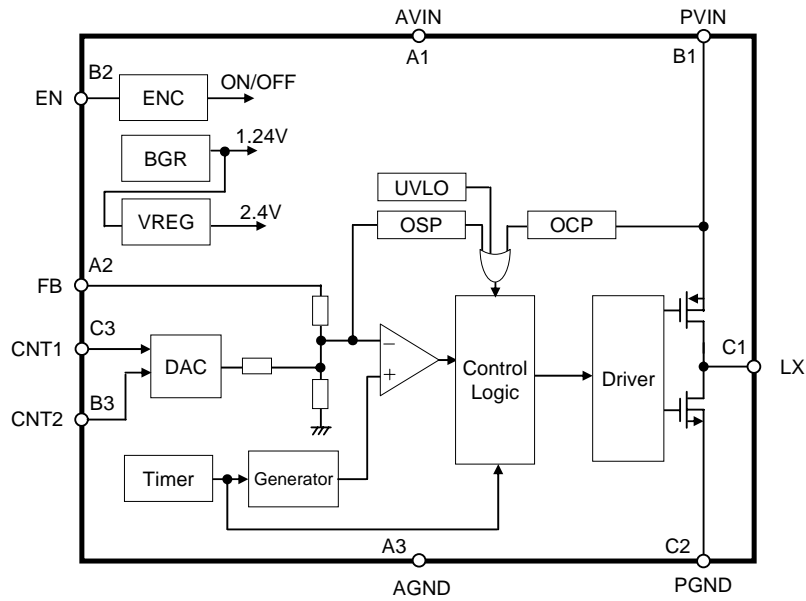 AVIN
PVIN
A1
B1
B2
EN
ENC
ON/OFF
BGR
1.24V
VREG
2.4V
UVLO
OSP
OCP
A2
FB
C3
CNT1
DAC
B3
CNT2
−
+
Control
Logic
Driver
C1
LX
Timer
Generator
A3
C2
AGND
PGND